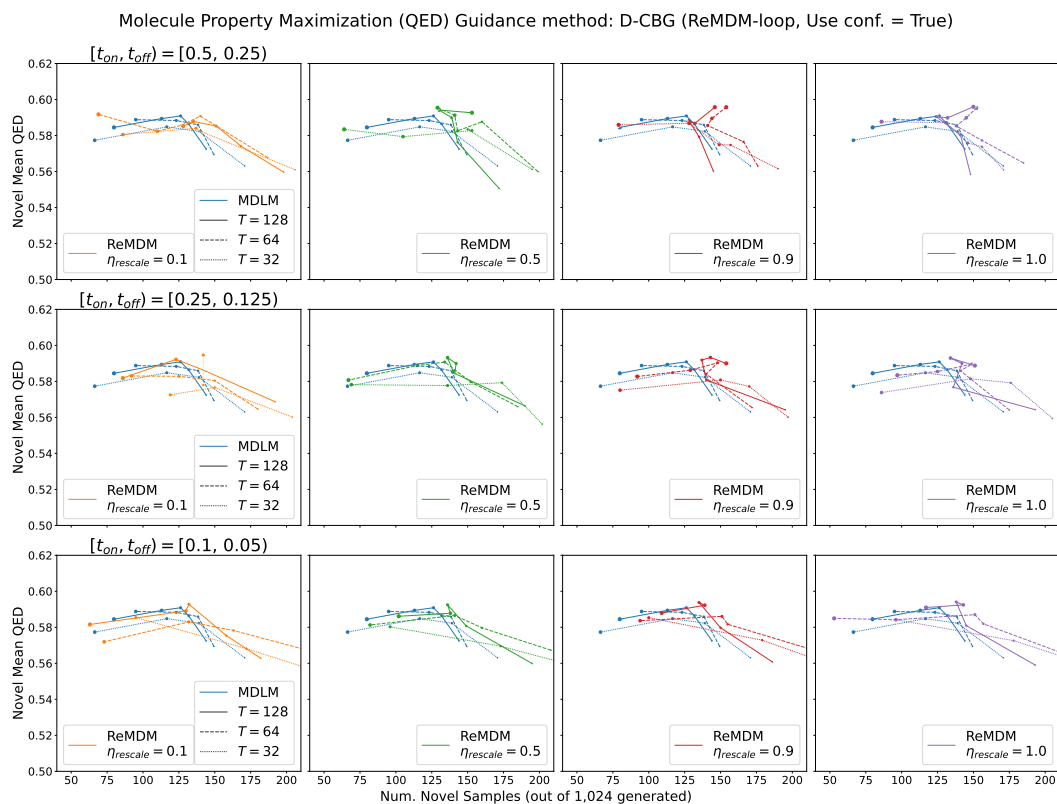 Molecule Property Maximization (QED) Guidance method: D-CBG (ReMDM-loop, Use conf. = True)
[t_on, t_off) = [0.5, 0.25)
0.62
0.60
0.58
0.56
0.54
0.52
0.50
Novel Mean QED
MDLM
T = 128
T = 64
T = 32
ReMDM
η_rescale = 0.1
ReMDM
η_rescale = 0.5
ReMDM
η_rescale = 0.9
ReMDM
η_rescale = 1.0
[t_on, t_off) = [0.25, 0.125)
0.62
0.60
0.58
0.56
0.54
0.52
0.50
Novel Mean QED
MDLM
T = 128
T = 64
T = 32
ReMDM
η_rescale = 0.1
ReMDM
η_rescale = 0.5
ReMDM
η_rescale = 0.9
ReMDM
η_rescale = 1.0
[t_on, t_off) = [0.1, 0.05)
0.62
0.60
0.58
0.56
0.54
0.52
0.50
Novel Mean QED
MDLM
T = 128
T = 64
T = 32
ReMDM
η_rescale = 0.1
ReMDM
η_rescale = 0.5
ReMDM
η_rescale = 0.9
ReMDM
η_rescale = 1.0
50 75 100 125 150 175 200
50 75 100 125 150 175 200
50 75 100 125 150 175 200
50 75 100 125 150 175 200
Num. Novel Samples (out of 1,024 generated)